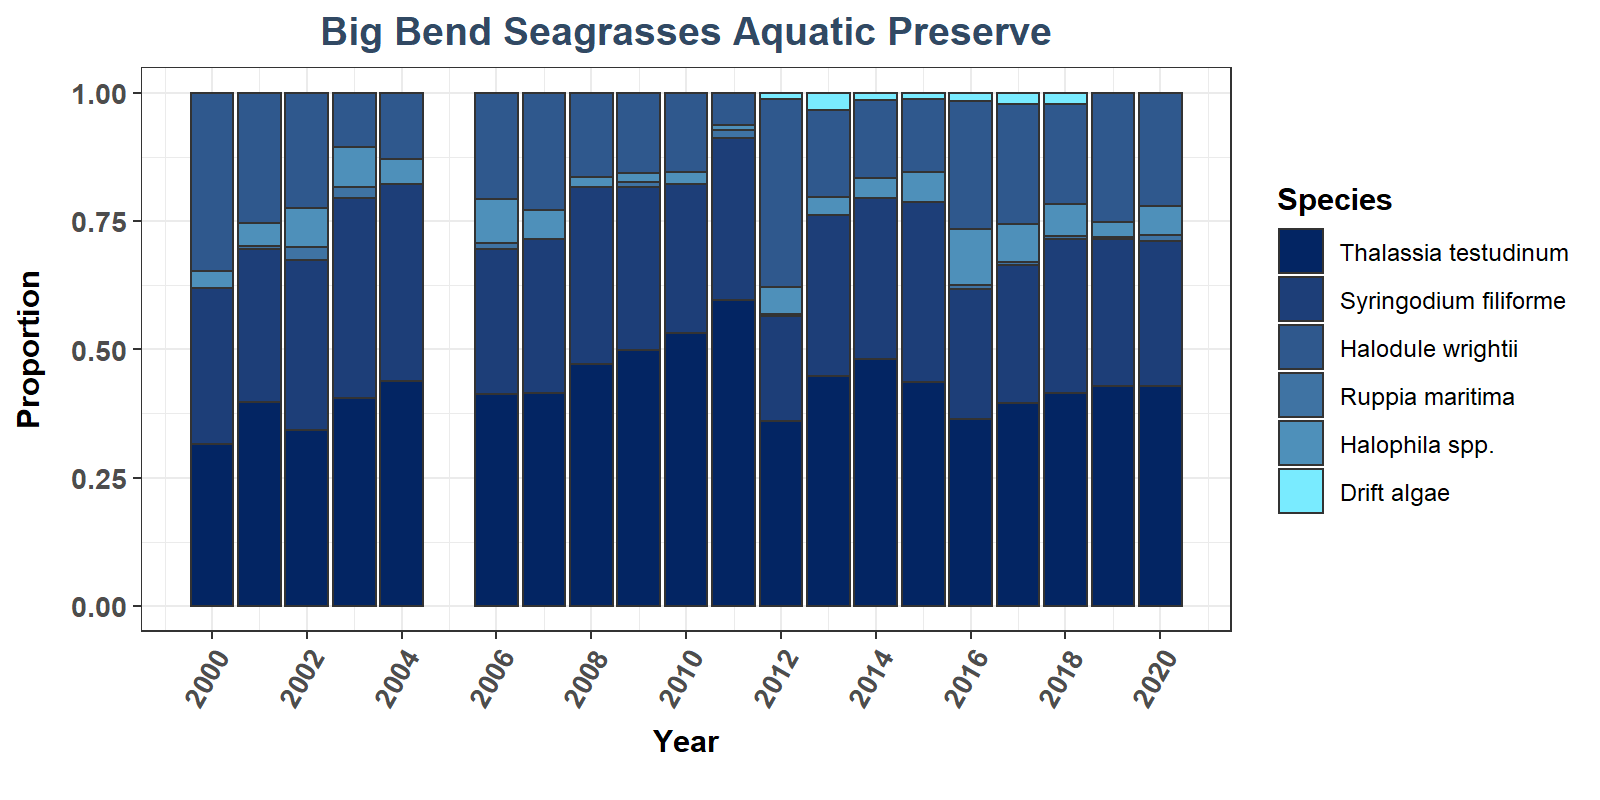 Big Bend Seagrasses Aquatic Preserve
1.00
0.75
0.50
0.25
0.00
Proportion
2000
2002
2004
2006
2008
2010
2012
2014
2016
2018
2020
Year
Species
Thalassia testudinum
Syringodium filiforme
Halodule wrightii
Ruppia maritima
Halophila spp.
Drift algae